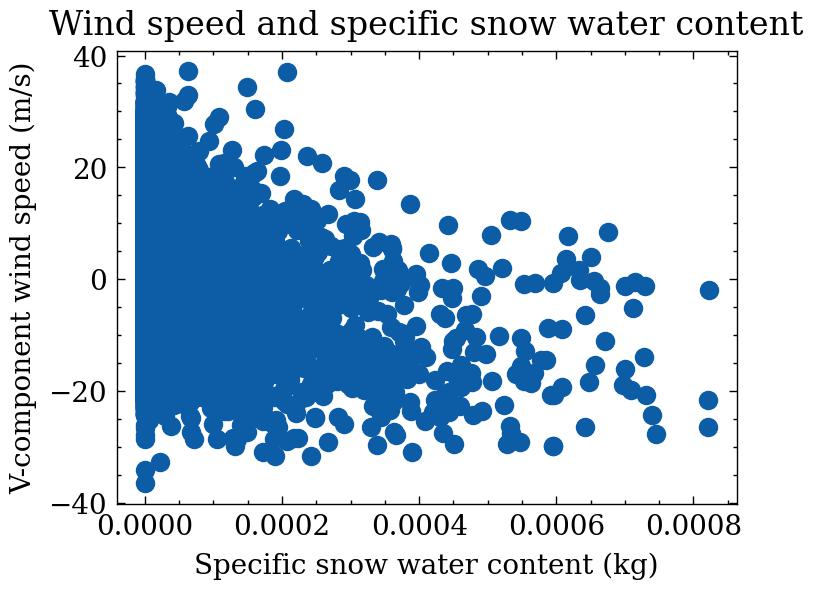 Wind speed and specific snow water content
V-component wind speed (m/s)
40
20
0
−20
−40
0.0000 0.0002 0.0004 0.0006 0.0008
Specific snow water content (kg)